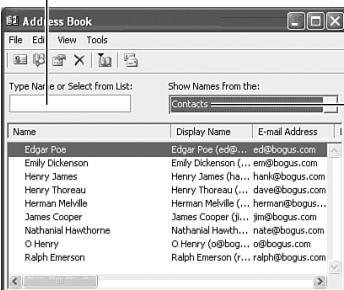 Address Book
File Edit View Tools
Type Name or Select from List: Show Names from the:
Contacts
Name Display Name E-mail Address
Edgar Poe Edgar Poe (ed@... ed@bogus.com
Emily Dickenson Emily Dickenson (... em@bogus.com
Henry James Henry James (ha... hank@bogus.com
Henry Thoreau Henry Thoreau (... dave@bogus.com
Herman Melville Herman Melville (... herman@bogus...
James Cooper James Cooper (ji... jim@bogus.com
Nathanial Hawthorne Nathanial Hawth... nate@bogus.com
O Henry O Henry (o@bog... o@bogus.com
Ralph Emerson Ralph Emerson (r... ralph@bogus.com